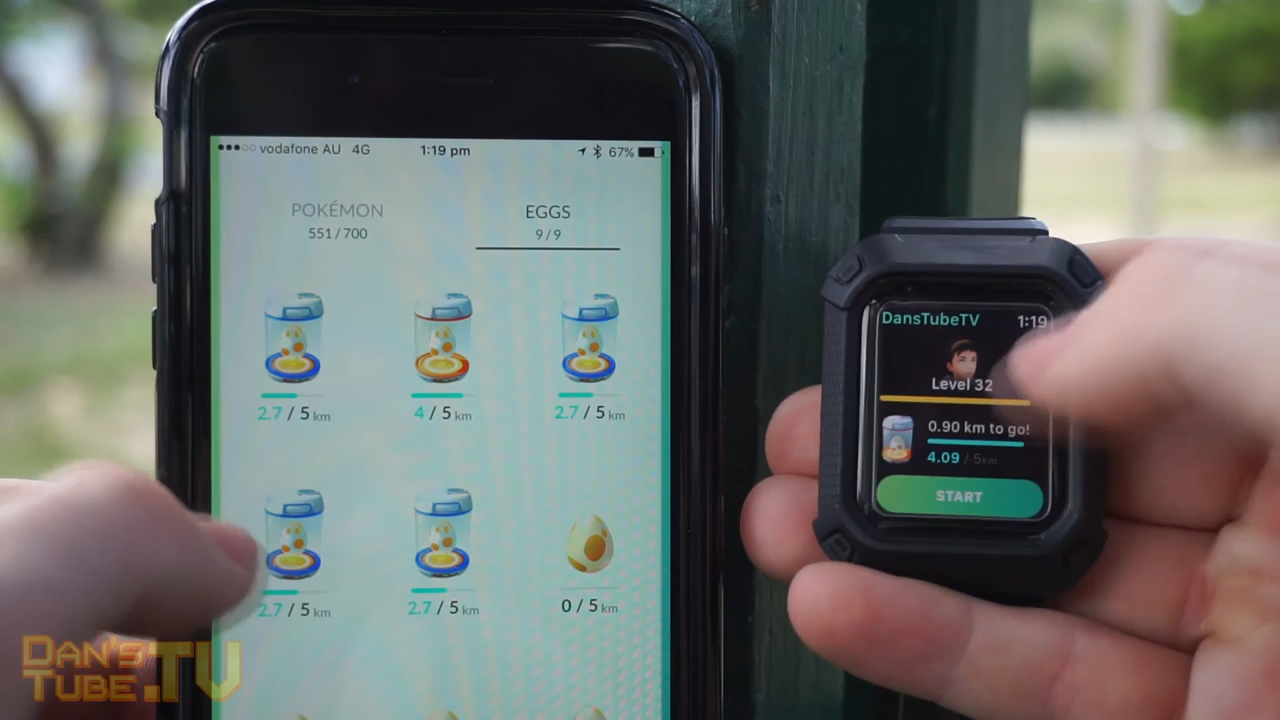 vodafone AU 4G 1:19 pm 67%
POKÉMON
551 / 700
EGGS
9 / 9
2.7 / 5 km
4 / 5 km
2.7 / 5 km
2.7 / 5 km
2.7 / 5 km
0 / 5 km
DansTubeTV 1:19
Level 32
0.90 km to go!
4.09 / 5km
START
DAN'S
TUBE.TV